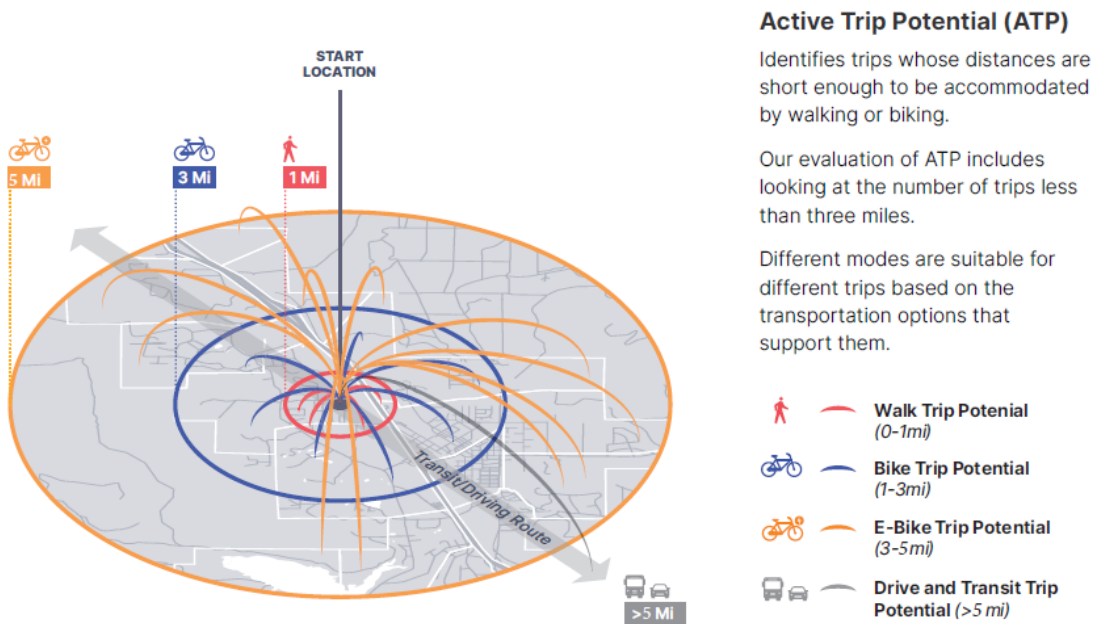 START
LOCATION
5 Mi
3 Mi
1 Mi
Transit/Driving Route
>5 Mi
Active Trip Potential (ATP)
Identifies trips whose distances are
short enough to be accommodated
by walking or biking.
Our evaluation of ATP includes
looking at the number of trips less
than three miles.
Different modes are suitable for
different trips based on the
transportation options that
support them.
Walk Trip Potenial
(0-1mi)
Bike Trip Potential
(1-3mi)
E-Bike Trip Potential
(3-5mi)
Drive and Transit Trip
Potential (>5 mi)